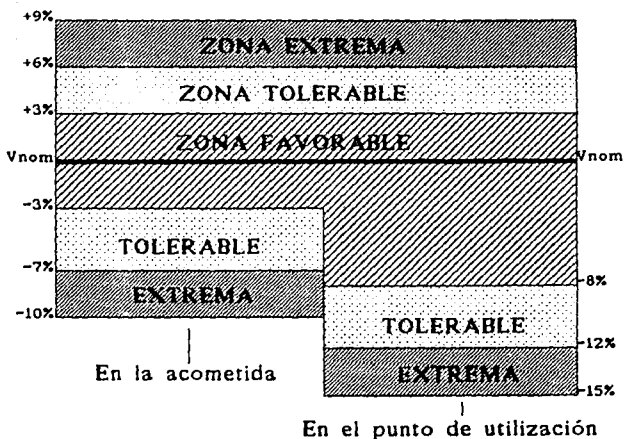 +9%
ZONA EXTREMA
+6%
ZONA TOLERABLE
+3%
ZONA FAVORABLE
Vnom
Vnom
-3%
TOLERABLE
-7%
EXTREMA
-8%
-10%
TOLERABLE
-12%
En la acometida
EXTREMA
-15%
En el punto de utilización